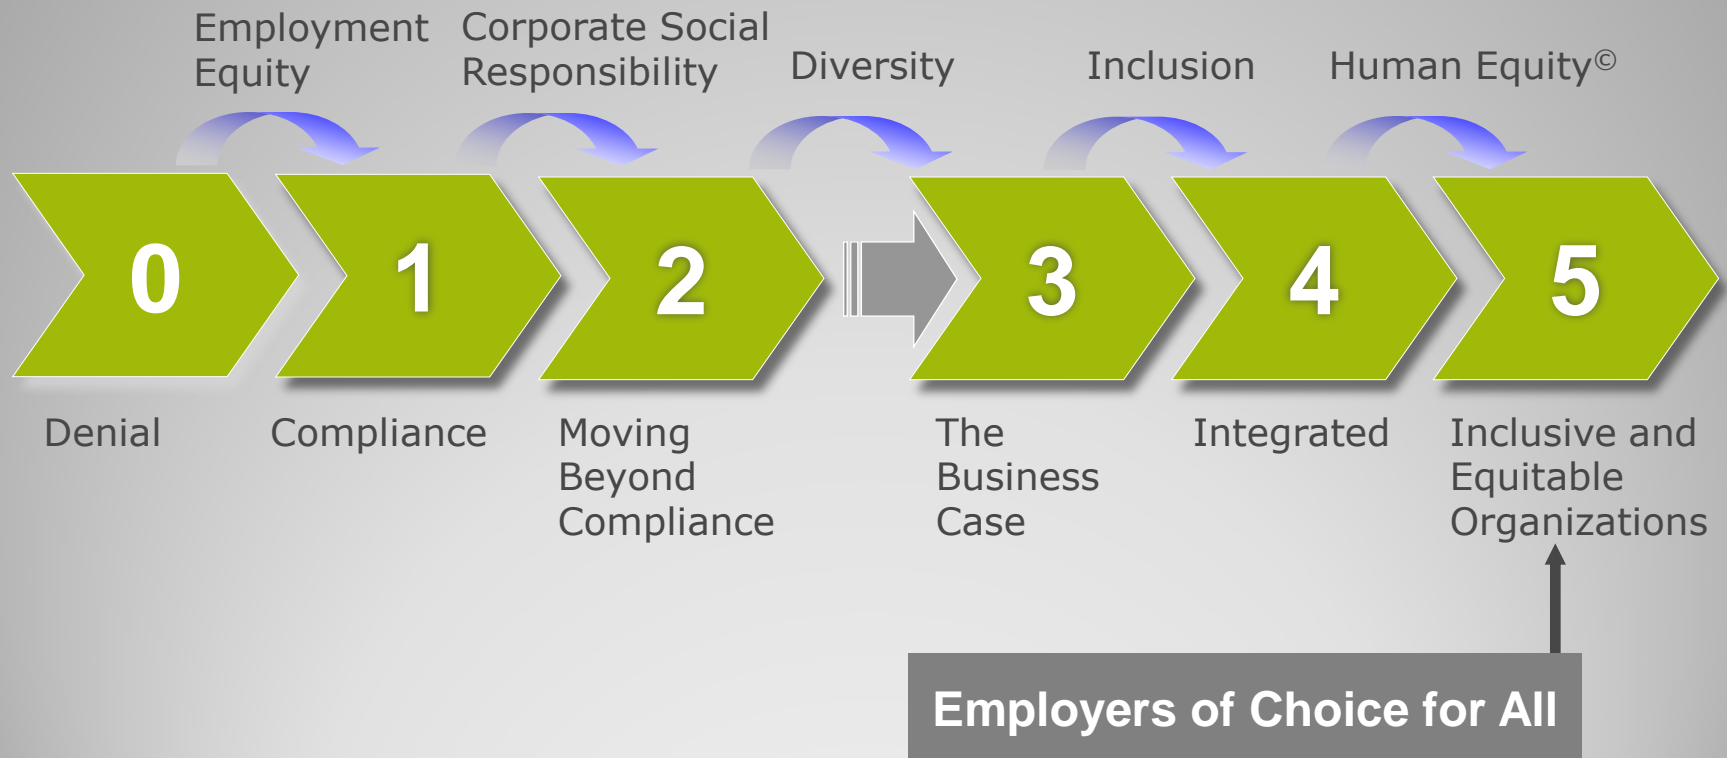 Employment
Equity
Corporate Social
Responsibility
Diversity
Inclusion
Human Equity©
0
1
2
3
4
5
Denial
Compliance
Moving
Beyond
Compliance
The
Business
Case
Integrated
Inclusive and
Equitable
Organizations
Employers of Choice for All